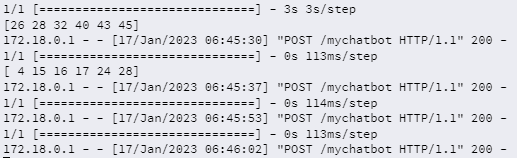 1/1 [==============================] - 3s 3s/step
[26 28 32 40 43 45]
172.18.0.1 - - [17/Jan/2023 06:45:30] "POST /mychatbot HTTP/1.1" 200 -
1/1 [==============================] - 0s 113ms/step
[ 4 15 16 17 24 28]
172.18.0.1 - - [17/Jan/2023 06:45:37] "POST /mychatbot HTTP/1.1" 200 -
1/1 [==============================] - 0s 114ms/step
172.18.0.1 - - [17/Jan/2023 06:45:53] "POST /mychatbot HTTP/1.1" 200 -
1/1 [==============================] - 0s 113ms/step
172.18.0.1 - - [17/Jan/2023 06:46:02] "POST /mychatbot HTTP/1.1" 200 -